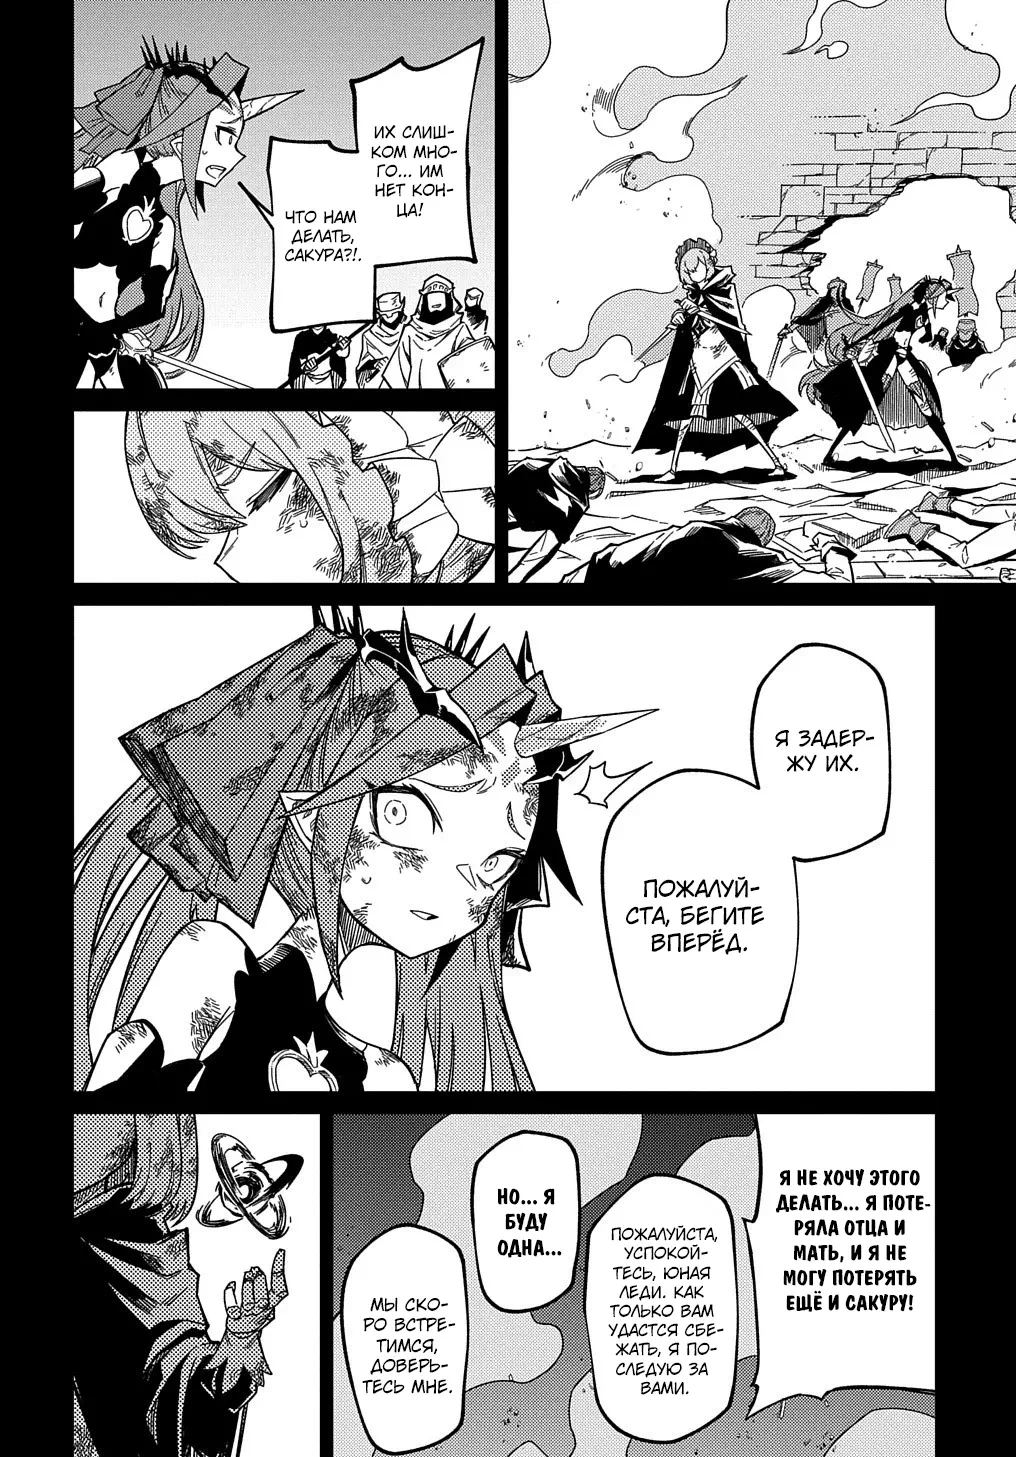 ИХ СЛИШ-
КОМ МНО-
ГО... ИМ
НЕТ КОН-
ЦА!
ЧТО НАМ
ДЕЛАТЬ,
САКУРА?!.
Я ЗАДЕР-
ЖУ ИХ.
ПОЖАЛУЙ-
СТА, БЕГИТЕ
ВПЕРЁД.
Я НЕ ХОЧУ ЭТОГО
ДЕЛАТЬ... Я ПОТЕ-
РЯЛА ОТЦА И
МАТЬ, И Я НЕ
МОГУ ПОТЕРЯТЬ
ЕЩЁ И САКУРУ!
ПОЖАЛУЙСТА,
УСПОКОЙ-
ТЕСЬ, ЮНАЯ
ЛЕДИ. КАК
ТОЛЬКО ВАМ
УДАСТСЯ СБЕ-
ЖАТЬ, Я ПО-
СЛЕДУЮ ЗА
ВАМИ.
НО... Я
БУДУ
ОДНА...
МЫ СКО-
РО ВСТРЕ-
ТИМСЯ,
ДОВЕРЬ-
ТЕСЬ МНЕ.